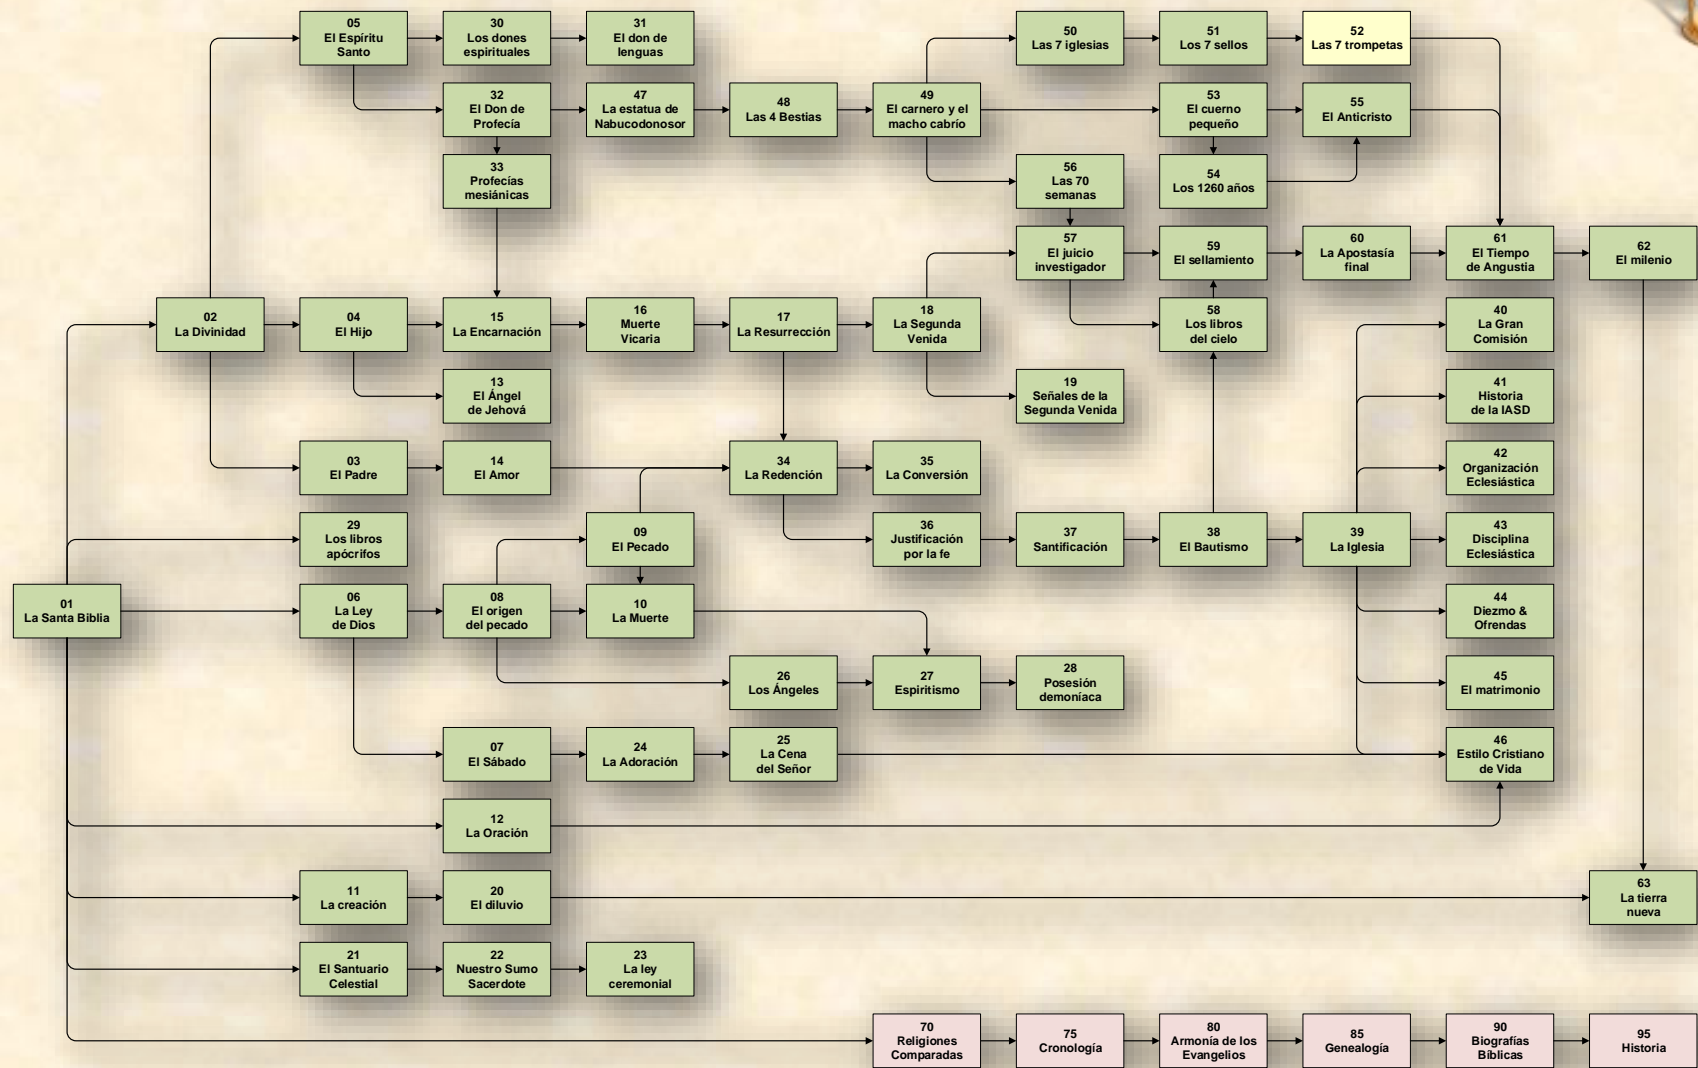 05
El Espíritu
Santo
30
Los dones
espirituales
31
El don de
lenguas
50
Las 7 iglesias
51
Los 7 sellos
52
Las 7 trompetas
32
El Don de
Profecía
47
La estatua de
Nabucodonosor
48
Las 4 Bestias
49
El carnero y el
macho cabrío
53
El cuerno
pequeño
55
El Anticristo
33
Profecías
mesiánicas
56
Las 70
semanas
54
Los 1260 años
57
El juicio
investigador
59
El sellamiento
60
La Apostasía
final
61
El Tiempo
de Angustia
62
El milenio
02
La Divinidad
04
El Hijo
15
La Encarnación
16
Muerte
Vicaria
17
La Resurrección
18
La Segunda
Venida
58
Los libros
del cielo
40
La Gran
Comisión
13
El Ángel
de Jehová
19
Señales de la
Segunda Venida
41
Historia
de la IASD
03
El Padre
14
El Amor
34
La Redención
35
La Conversión
42
Organización
Eclesiástica
29
Los libros
apócrifos
09
El Pecado
36
Justificación
por la fe
37
Santificación
38
El Bautismo
39
La Iglesia
43
Disciplina
Eclesiástica
01
La Santa Biblia
06
La Ley
de Dios
08
El origen
del pecado
10
La Muerte
44
Diezmo &
Ofrendas
26
Los Ángeles
27
Espiritismo
28
Posesión
demoníaca
45
El matrimonio
07
El Sábado
24
La Adoración
25
La Cena
del Señor
46
Estilo Cristiano
de Vida
12
La Oración
11
La creación
20
El diluvio
63
La tierra
nueva
21
El Santuario
Celestial
22
Nuestro Sumo
Sacerdote
23
La ley
ceremonial
70
Religiones
Comparadas
75
Cronología
80
Armonía de los
Evangelios
85
Genealogía
90
Biografías
Bíblicas
95
Historia